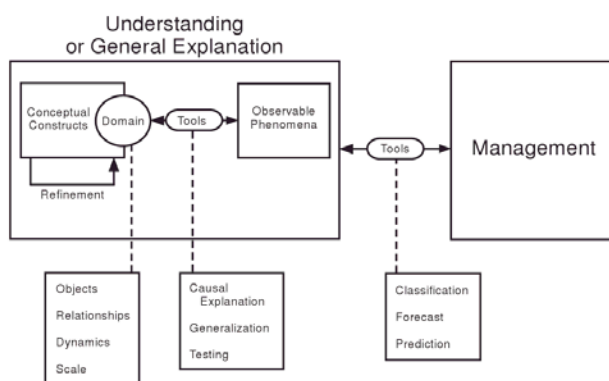 Understanding
or General Explanation
Conceptual
Constructs
Domain
Tools
Observable
Phenomena
Refinement
Tools
Management
Objects
Relationships
Dynamics
Scale
Causal
Explanation
Generalization
Testing
Classification
Forecast
Prediction